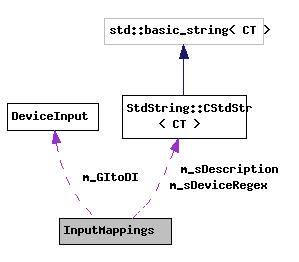 std::basic_string< CT >
DeviceInput
StdString::CStdStr
< CT >
m_GItoDI
m_sDescription
m_sDeviceRegex
InputMappings